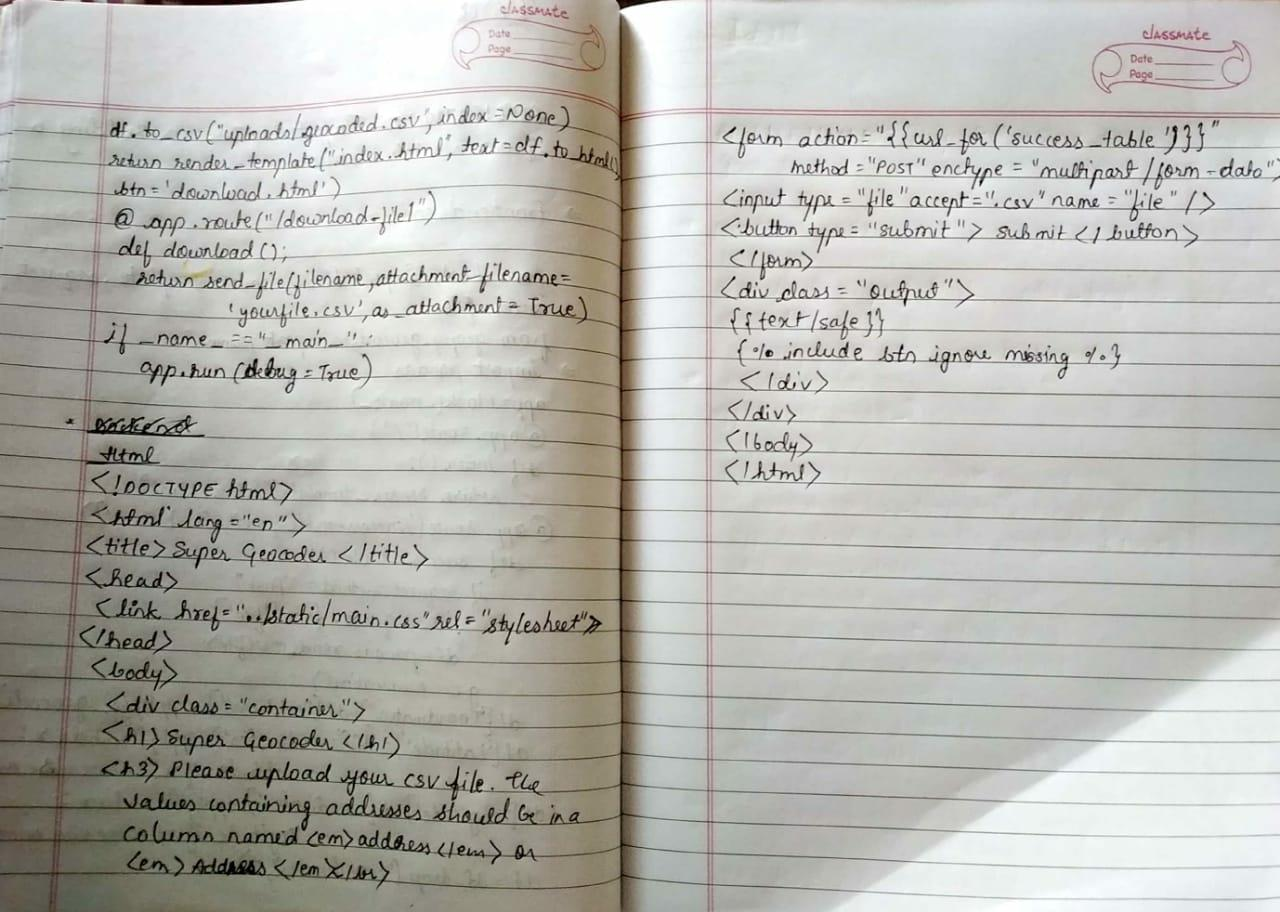 classmate
Date
Page
df.to_csv("uploads/geocoded.csv", index=None)
return render_template("index.html", text=df.to_html(),
btn='download.html')
@ app.route("/download-file/")
def download();
return send_file(filename, attachment_filename=
'yourfile.csv', as_attachment=True)
if _name_ == "_main_":
app.run(debug=True)
Html
<!DOCTYPE html>
<html lang="en">
<title> Super Geocoder </title>
<head>
<link href="../static/main.css" rel="stylesheet">
</head>
<body>
<div class="container">
<h1> Super Geocoder </h1>
<h3> Please upload your csv file. The
values containing addresses should be in a
column named <em> address </em> or
<em> Address </em></br>
classmate
Date
Page
<form action="{{url_for('success_table')}}"
method="POST" enctype="multipart/form-data">
<input type="file" accept=".csv" name="file" />
<button type="submit"> submit </button>
</form>
<div class="output">
{{text/safe}}
{% include btn ignore missing %}
</div>
</div>
</body>
</html>